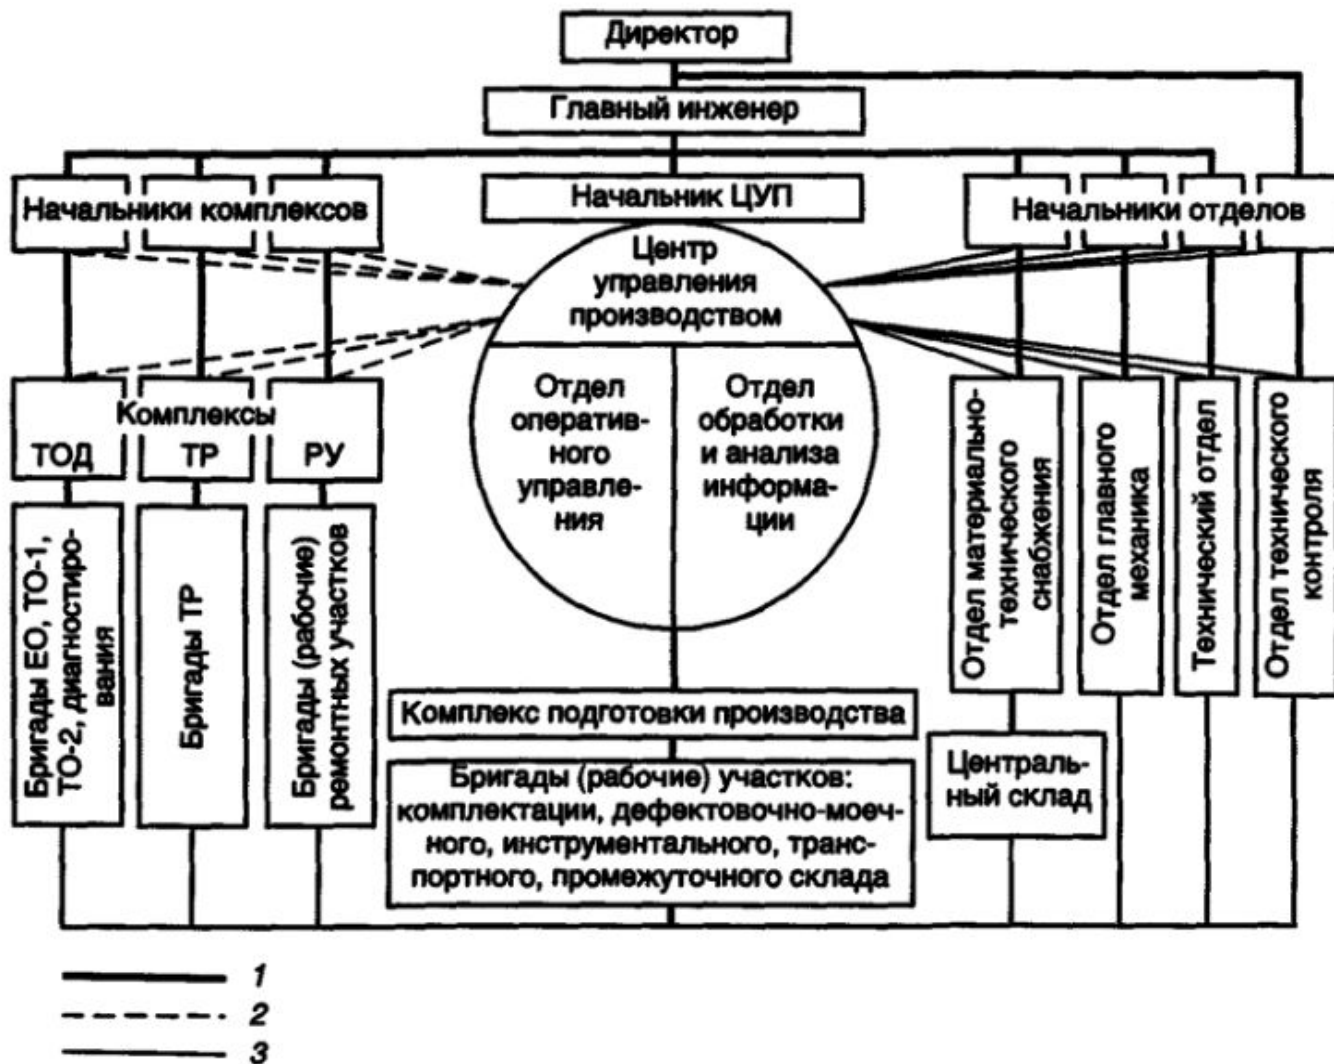 Директор
Главный инженер
Начальники комплексов
Начальник ЦУП
Начальники отделов
Центр
управления
производством
Отдел
оператив-
ного
управле-
ния
Отдел
обработки
и анализа
информа-
ции
Комплексы
ТОД
ТР
РУ
Бригады ЕО, ТО-1,
ТО-2, диагностиро-
вания
Бригады ТР
Бригады (рабочие)
ремонтных участков
Отдел материально-
технического
снабжения
Отдел главного
механика
Технический отдел
Отдел технического
контроля
Комплекс подготовки производства
Бригады (рабочие) участков:
комплектации, дефектовочно-моеч-
ного, инструментального, транс-
портного, промежуточного склада
Централь-
ный склад
1
2
3